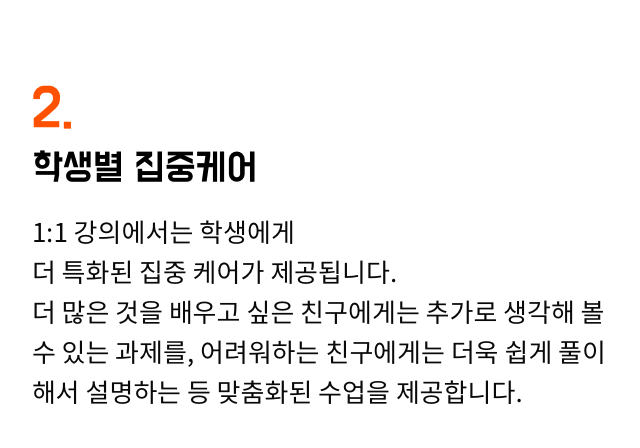 2.
학생별 집중케어
1:1 강의에서는 학생에게
더 특화된 집중 케어가 제공됩니다.
더 많은 것을 배우고 싶은 친구에게는 추가로 생각해 볼
수 있는 과제를, 어려워하는 친구에게는 더욱 쉽게 풀이
해서 설명하는 등 맞춤화된 수업을 제공합니다.